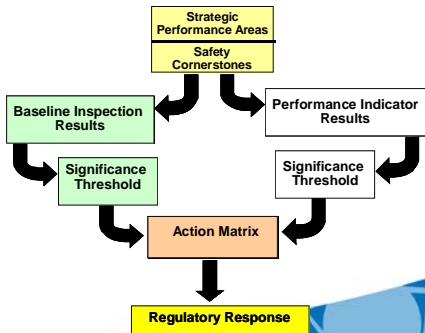 Strategic
Performance Areas
Safety
Cornerstones
Baseline Inspection
Results
Performance Indicator
Results
Significance
Threshold
Significance
Threshold
Action Matrix
Regulatory Response